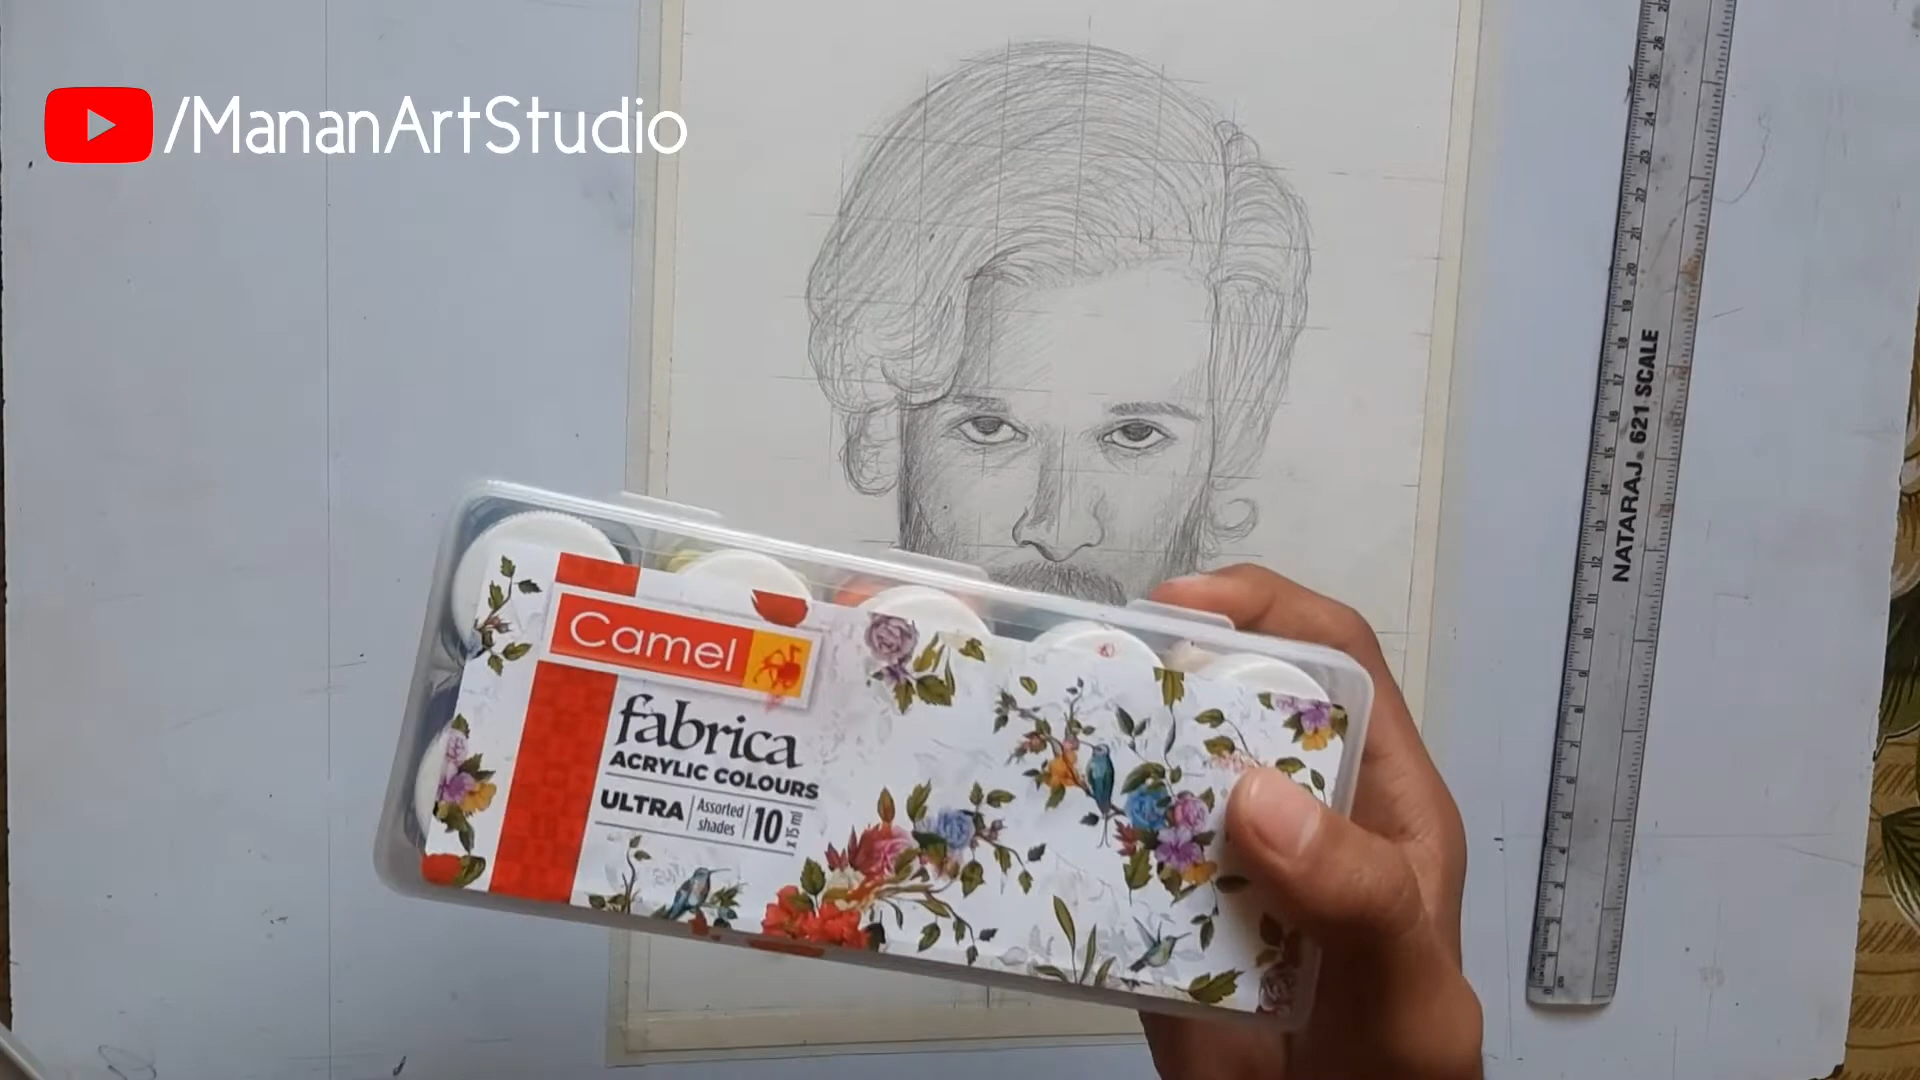 /MananArtStudio
Camel
fabrica
ACRYLIC COLOURS
ULTRA
Assorted
shades
10
x 15 ml
NATARAJ. 621 SCALE